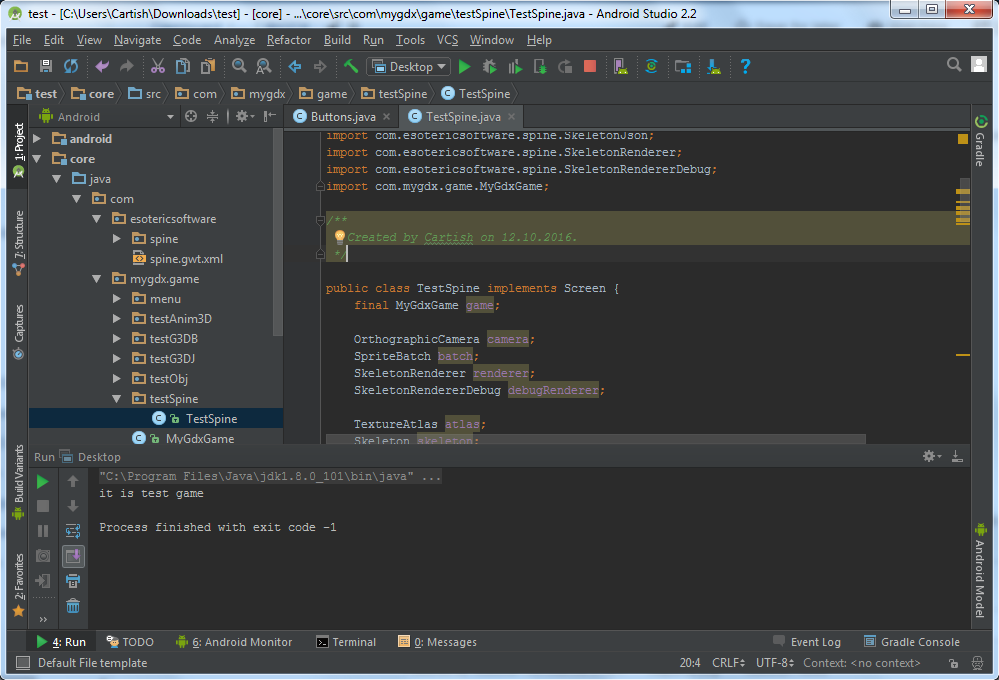 test - [C:\Users\Cartish\Downloads\test] - [core] - ...\core\src\com\mygdx\game\testSpine\TestSpine.java - Android Studio 2.2
File Edit View Navigate Code Analyze Refactor Build Run Tools VCS Window Help
Desktop
test core src com mygdx game testSpine TestSpine
Android
Buttons.java TestSpine.java
1: Project
7: Structure
Captures
Build Variants
2: Favorites
android
core
java
com
esotericsoftware
spine
spine.gwt.xml
mygdx.game
menu
testAnim3D
testG3DB
testG3DJ
testObj
testSpine
TestSpine
MyGdxGame
import com.esotericsoftware.spine.SkeletonJson;
import com.esotericsoftware.spine.SkeletonRenderer;
import com.esotericsoftware.spine.SkeletonRendererDebug;
import com.mygdx.game.MyGdxGame;
/**
Created by Cartish on 12.10.2016.
*/
public class TestSpine implements Screen {
final MyGdxGame game;
OrthographicCamera camera;
SpriteBatch batch;
SkeletonRenderer renderer;
SkeletonRendererDebug debugRenderer;
TextureAtlas atlas;
Skeleton skeleton;
Gradle
Android Model
Run Desktop
"C:\Program Files\Java\jdk1.8.0_101\bin\java" ...
it is test game
Process finished with exit code -1
4: Run TODO 6: Android Monitor Terminal 0: Messages Event Log Gradle Console
Default File template 20:4 CRLF UTF-8 Context: <no context>